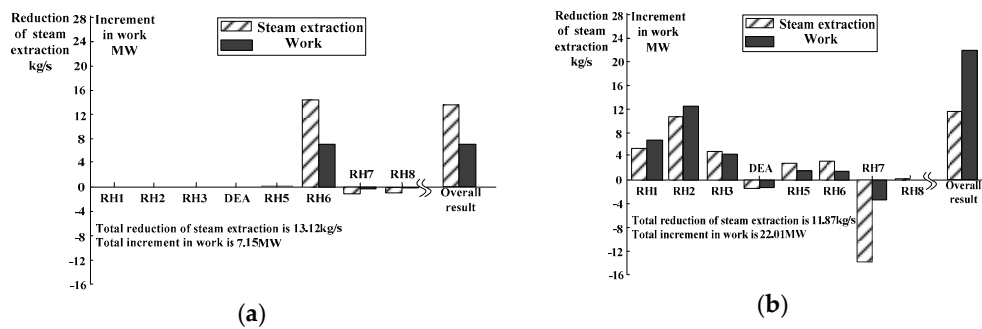 Reduction
of steam
extraction
kg/s
Increment
in work
MW
28
24
20
16
12
8
4
0
-4
-8
-12
-16
Steam extraction
Work
RH1 RH2 RH3 DEA RH5 RH6 RH7 RH8 Overall
result
Total reduction of steam extraction is 13.12kg/s
Total increment in work is 7.15MW
(a)
Reduction
of steam
extraction
kg/s
Increment
in work
MW
28
24
20
16
12
8
4
0
-4
-8
-12
-16
Steam extraction
Work
RH1 RH2 RH3 DEA RH5 RH6 RH7 RH8 Overall
result
Total reduction of steam extraction is 11.87kg/s
Total increment in work is 22.01MW
(b)